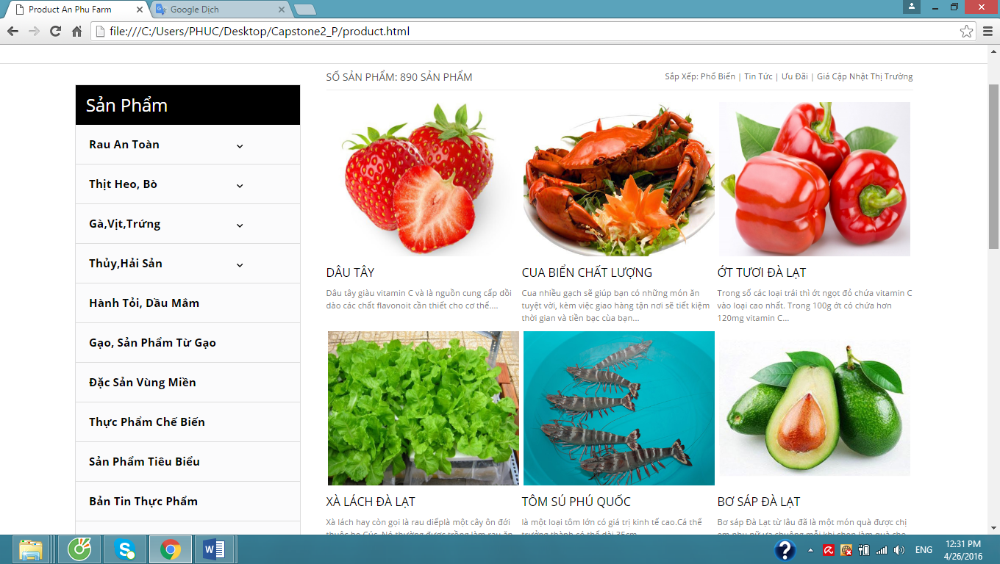 Product An Phu Farm
Google Dịch
file:///C:/Users/PHUC/Desktop/Capstone2_P/product.html
SỐ SẢN PHẨM: 890 SẢN PHẨM
Sắp Xếp: Phổ Biến | Tin Tức | Ưu Đãi | Giá Cập Nhật Thị Trường
Sản Phẩm
Rau An Toàn
Thịt Heo, Bò
Gà,Vịt,Trứng
Thủy,Hải Sản
Hành Tỏi, Dầu Mắm
Gạo, Sản Phẩm Từ Gạo
Đặc Sản Vùng Miền
Thực Phẩm Chế Biến
Sản Phẩm Tiêu Biểu
Bản Tin Thực Phẩm
DÂU TÂY
Dâu tây giàu vitamin C và là nguồn cung cấp dồi
dào các chất flavonoit cần thiết cho cơ thể....
CUA BIỂN CHẤT LƯỢNG
Cua nhiều gạch sẽ giúp bạn có những món ăn
tuyệt vời, kèm việc giao hàng tận nơi sẽ tiết kiệm
thời gian và tiền bạc của bạn...
ỚT TƯƠI ĐÀ LẠT
Trong số các loại trái thì ớt ngọt đỏ chứa vitamin C
vào loại cao nhất. Trong 100g ớt có chứa hơn
120mg vitamin C...
XÀ LÁCH ĐÀ LẠT
Xà lách hay còn gọi là rau diếplà một cây ôn đới
thuộc họ Cúc. Nó thường được trồng làm rau ăn
TÔM SÚ PHÚ QUỐC
là một loại tôm lớn có giá trị kinh tế cao.Cá thể
trưởng thành có thể dài 35cm
BƠ SÁP ĐÀ LẠT
Bơ sáp Đà Lạt từ lâu đã là một món quà được chị
em phụ nữ ưa chuộng mỗi khi chọn làm quà cho
ENG
12:31 PM
4/26/2016